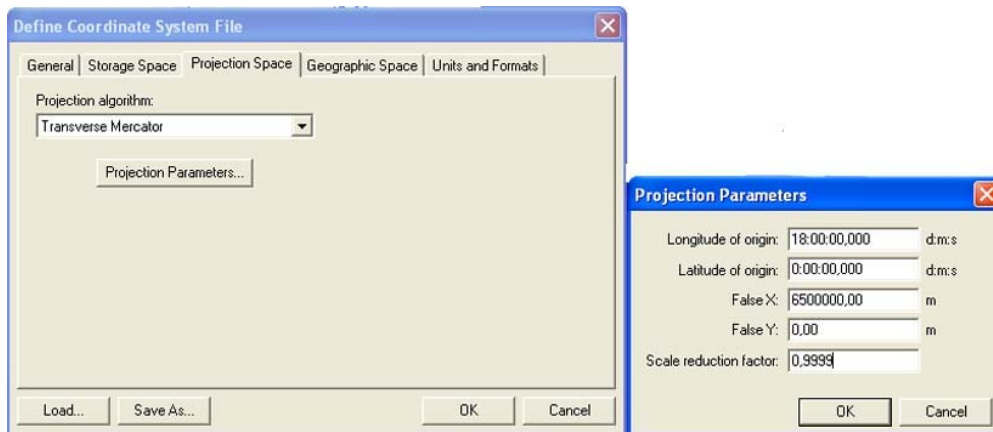 Define Coordinate System File
General Storage Space Projection Space Geographic Space Units and Formats
Projection algorithm:
Transverse Mercator
Projection Parameters...
Load... Save As... OK Cancel
Projection Parameters
Longitude of origin: 18:00:00,000 d:m:s
Latitude of origin: 0:00:00,000 d:m:s
False X: 6500000,00 m
False Y: 0,00 m
Scale reduction factor: 0,9999
OK Cancel